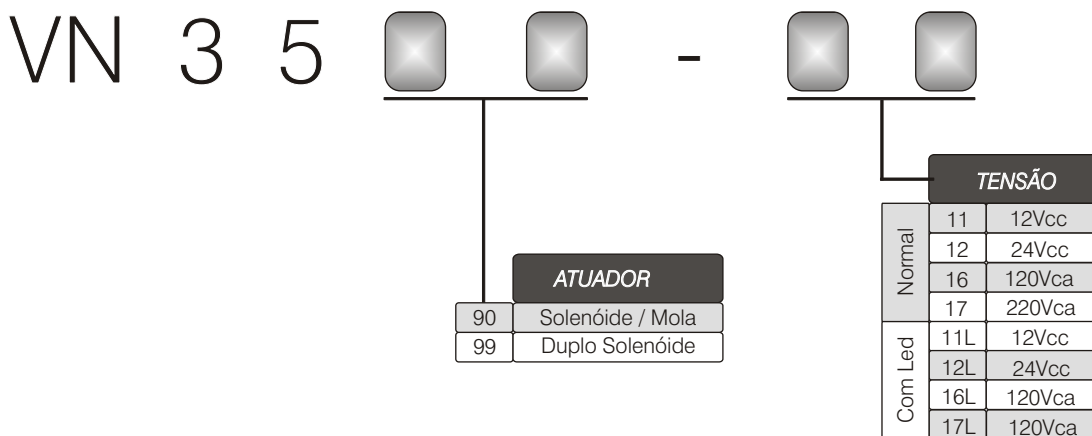 VN 3 5 -
TENSÃO
Normal
11 12Vcc
12 24Vcc
16 120Vca
17 220Vca
Com Led
11L 12Vcc
12L 24Vcc
16L 120Vca
17L 120Vca
ATUADOR
90 Solenóide / Mola
99 Duplo Solenóide